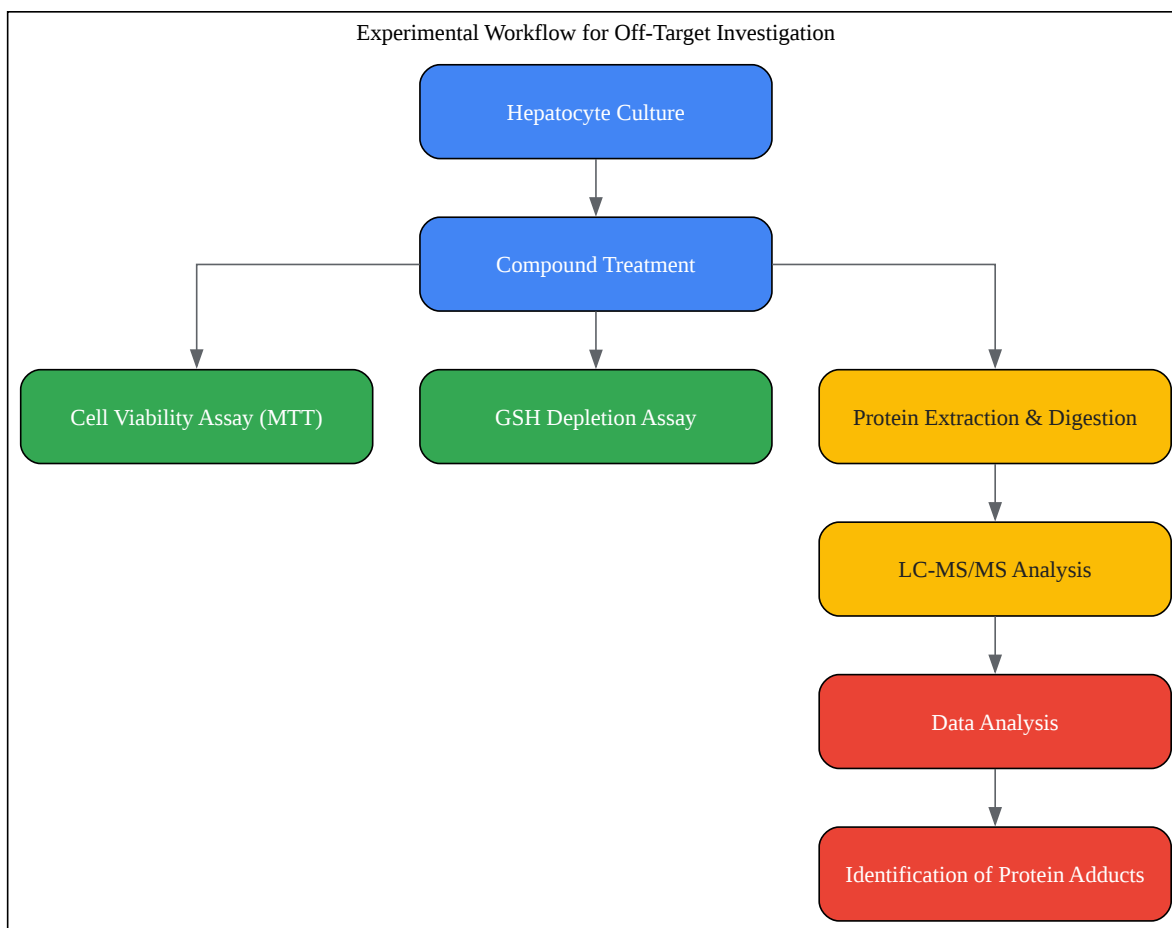 Experimental Workflow for Off-Target Investigation
Hepatocyte Culture
Compound Treatment
Cell Viability Assay (MTT)
GSH Depletion Assay
Protein Extraction & Digestion
LC-MS/MS Analysis
Data Analysis
Identification of Protein Adducts